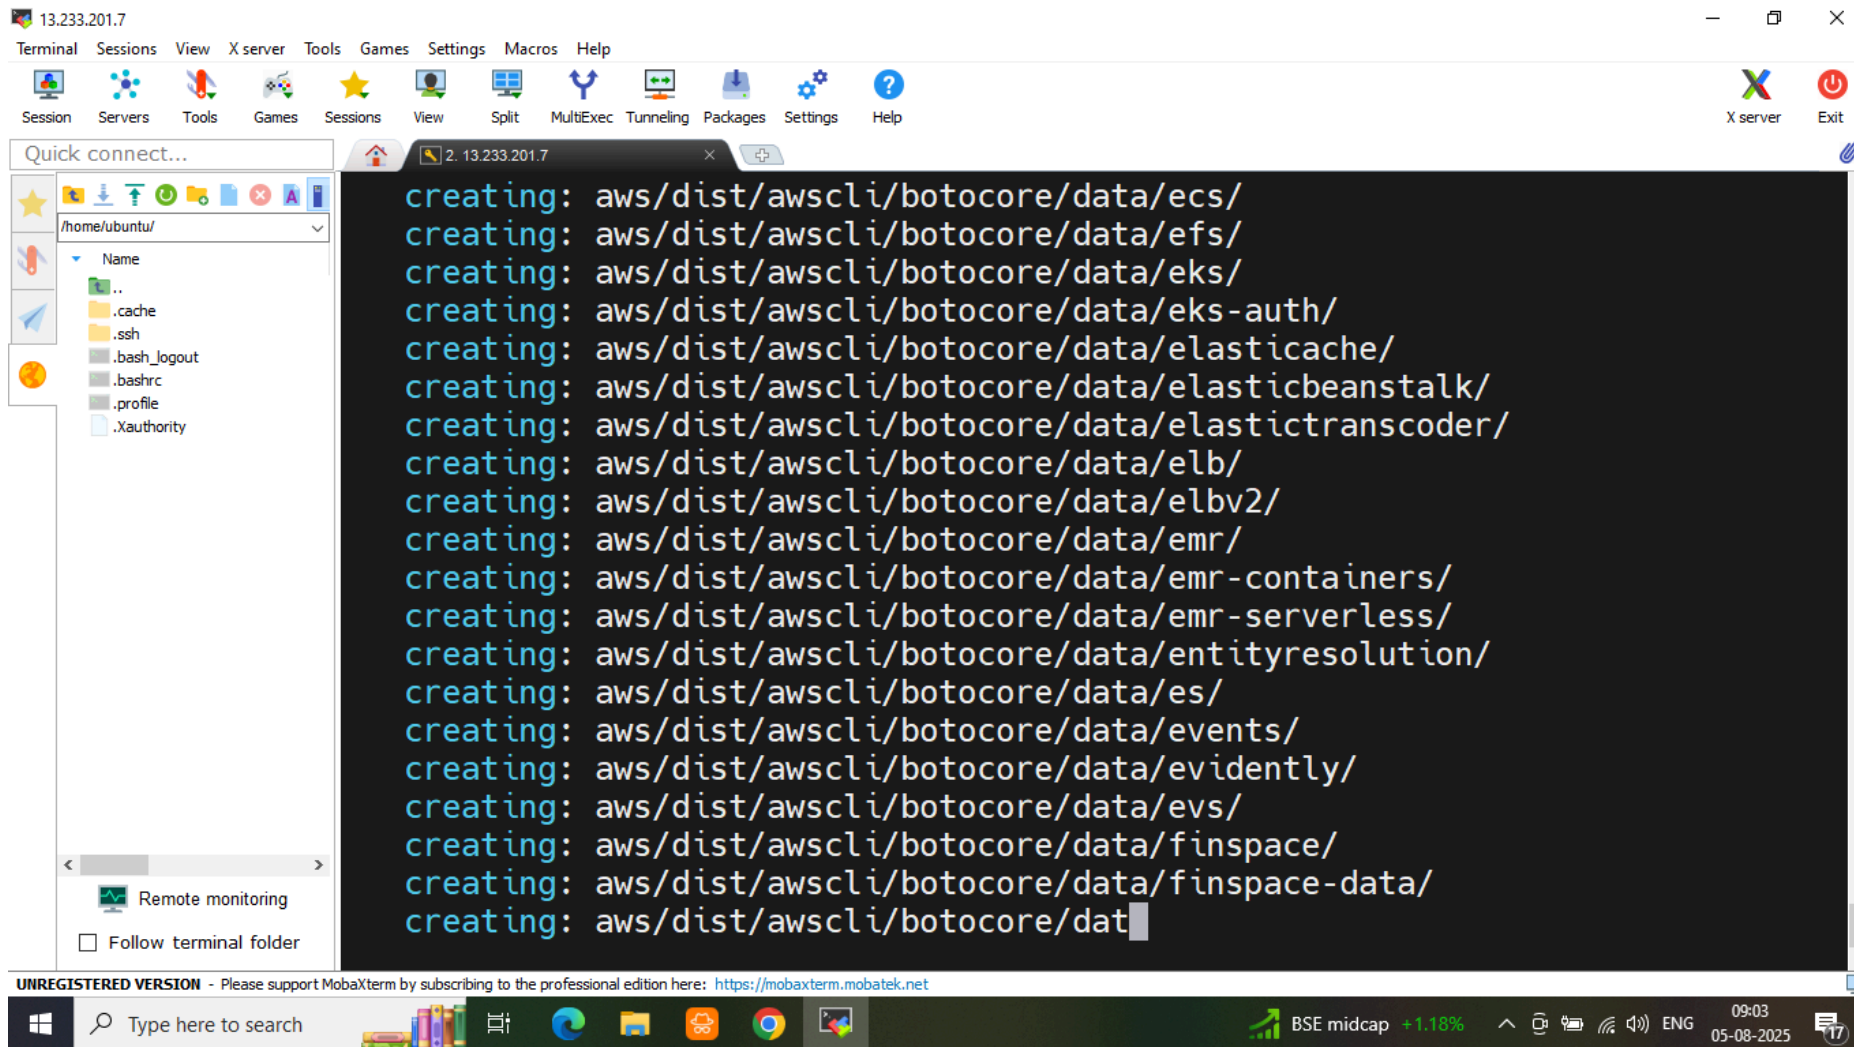 13.233.201.7
Terminal Sessions View X server Tools Games Settings Macros Help
Session Servers Tools Games Sessions View Split MultiExec Tunneling Packages Settings Help X server Exit
Quick connect...
2. 13.233.201.7
/home/ubuntu/
Name
..
.cache
.ssh
.bash_logout
.bashrc
.profile
.Xauthority
Remote monitoring
Follow terminal folder
creating: aws/dist/awscli/botocore/data/ecs/
creating: aws/dist/awscli/botocore/data/efs/
creating: aws/dist/awscli/botocore/data/eks/
creating: aws/dist/awscli/botocore/data/eks-auth/
creating: aws/dist/awscli/botocore/data/elasticache/
creating: aws/dist/awscli/botocore/data/elasticbeanstalk/
creating: aws/dist/awscli/botocore/data/elastictranscoder/
creating: aws/dist/awscli/botocore/data/elb/
creating: aws/dist/awscli/botocore/data/elbv2/
creating: aws/dist/awscli/botocore/data/emr/
creating: aws/dist/awscli/botocore/data/emr-containers/
creating: aws/dist/awscli/botocore/data/emr-serverless/
creating: aws/dist/awscli/botocore/data/entityresolution/
creating: aws/dist/awscli/botocore/data/es/
creating: aws/dist/awscli/botocore/data/events/
creating: aws/dist/awscli/botocore/data/evidently/
creating: aws/dist/awscli/botocore/data/evs/
creating: aws/dist/awscli/botocore/data/finspace/
creating: aws/dist/awscli/botocore/data/finspace-data/
creating: aws/dist/awscli/botocore/dat
UNREGISTERED VERSION - Please support MobaXterm by subscribing to the professional edition here: https://mobaxterm.mobatek.net
Type here to search
BSE midcap +1.18%
ENG
09:03
05-08-2025
17